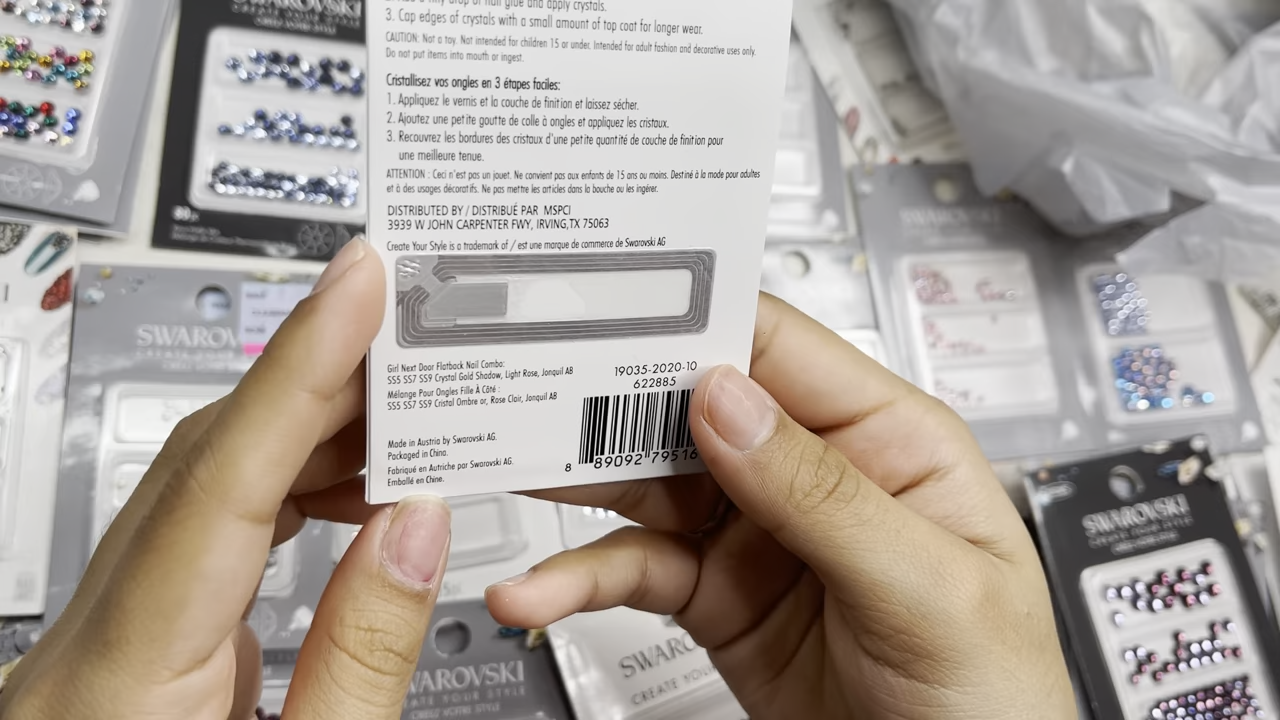 of nail glue and apply crystals.
3. Cap edges of crystals with a small amount of top coat for longer wear.
CAUTION: Not a toy. Not intended for children 15 or under. Intended for adult fashion and decorative uses only.
Do not put items into mouth or ingest.
Cristallisez vos ongles en 3 étapes faciles:
1. Appliquez le vernis et la couche de finition et laissez sécher.
2. Ajoutez une petite goutte de colle à ongles et appliquez les cristaux.
3. Recouvrez les bordures des cristaux d'une petite quantité de couche de finition pour
une meilleure tenue.
ATTENTION : Ceci n'est pas un jouet. Ne convient pas aux enfants de 15 ans ou moins. Destiné à la mode pour adultes
et à des usages décoratifs. Ne pas mettre les articles dans la bouche ou les ingérer.
DISTRIBUTED BY / DISTRIBUÉ PAR MSPCI
3939 W JOHN CARPENTER FWY, IRVING, TX 75063
Create Your Style is a trademark of / est une marque de commerce de Swarovski AG
Girl Next Door Flatback Nail Combo:
SS5 SS7 SS9 Crystal Gold Shadow, Light Rose, Jonquil AB
Mélange Pour Ongles Fille À Côté :
SS5 SS7 SS9 Cristal Ombre or, Rose Clair, Jonquil AB
Made in Austria by Swarovski AG.
Packaged in China.
Fabriqué en Autriche par Swarovski AG.
Emballé en Chine.
19035-2020-10
622885
8 89092 79516
SWAROVSKI
SWAROV
CREATE YOUR
SWAROVSKI
SWAROVSKI
WAROVSKI
CREATE YOUR STYLE
SWARO
CREATE YOU